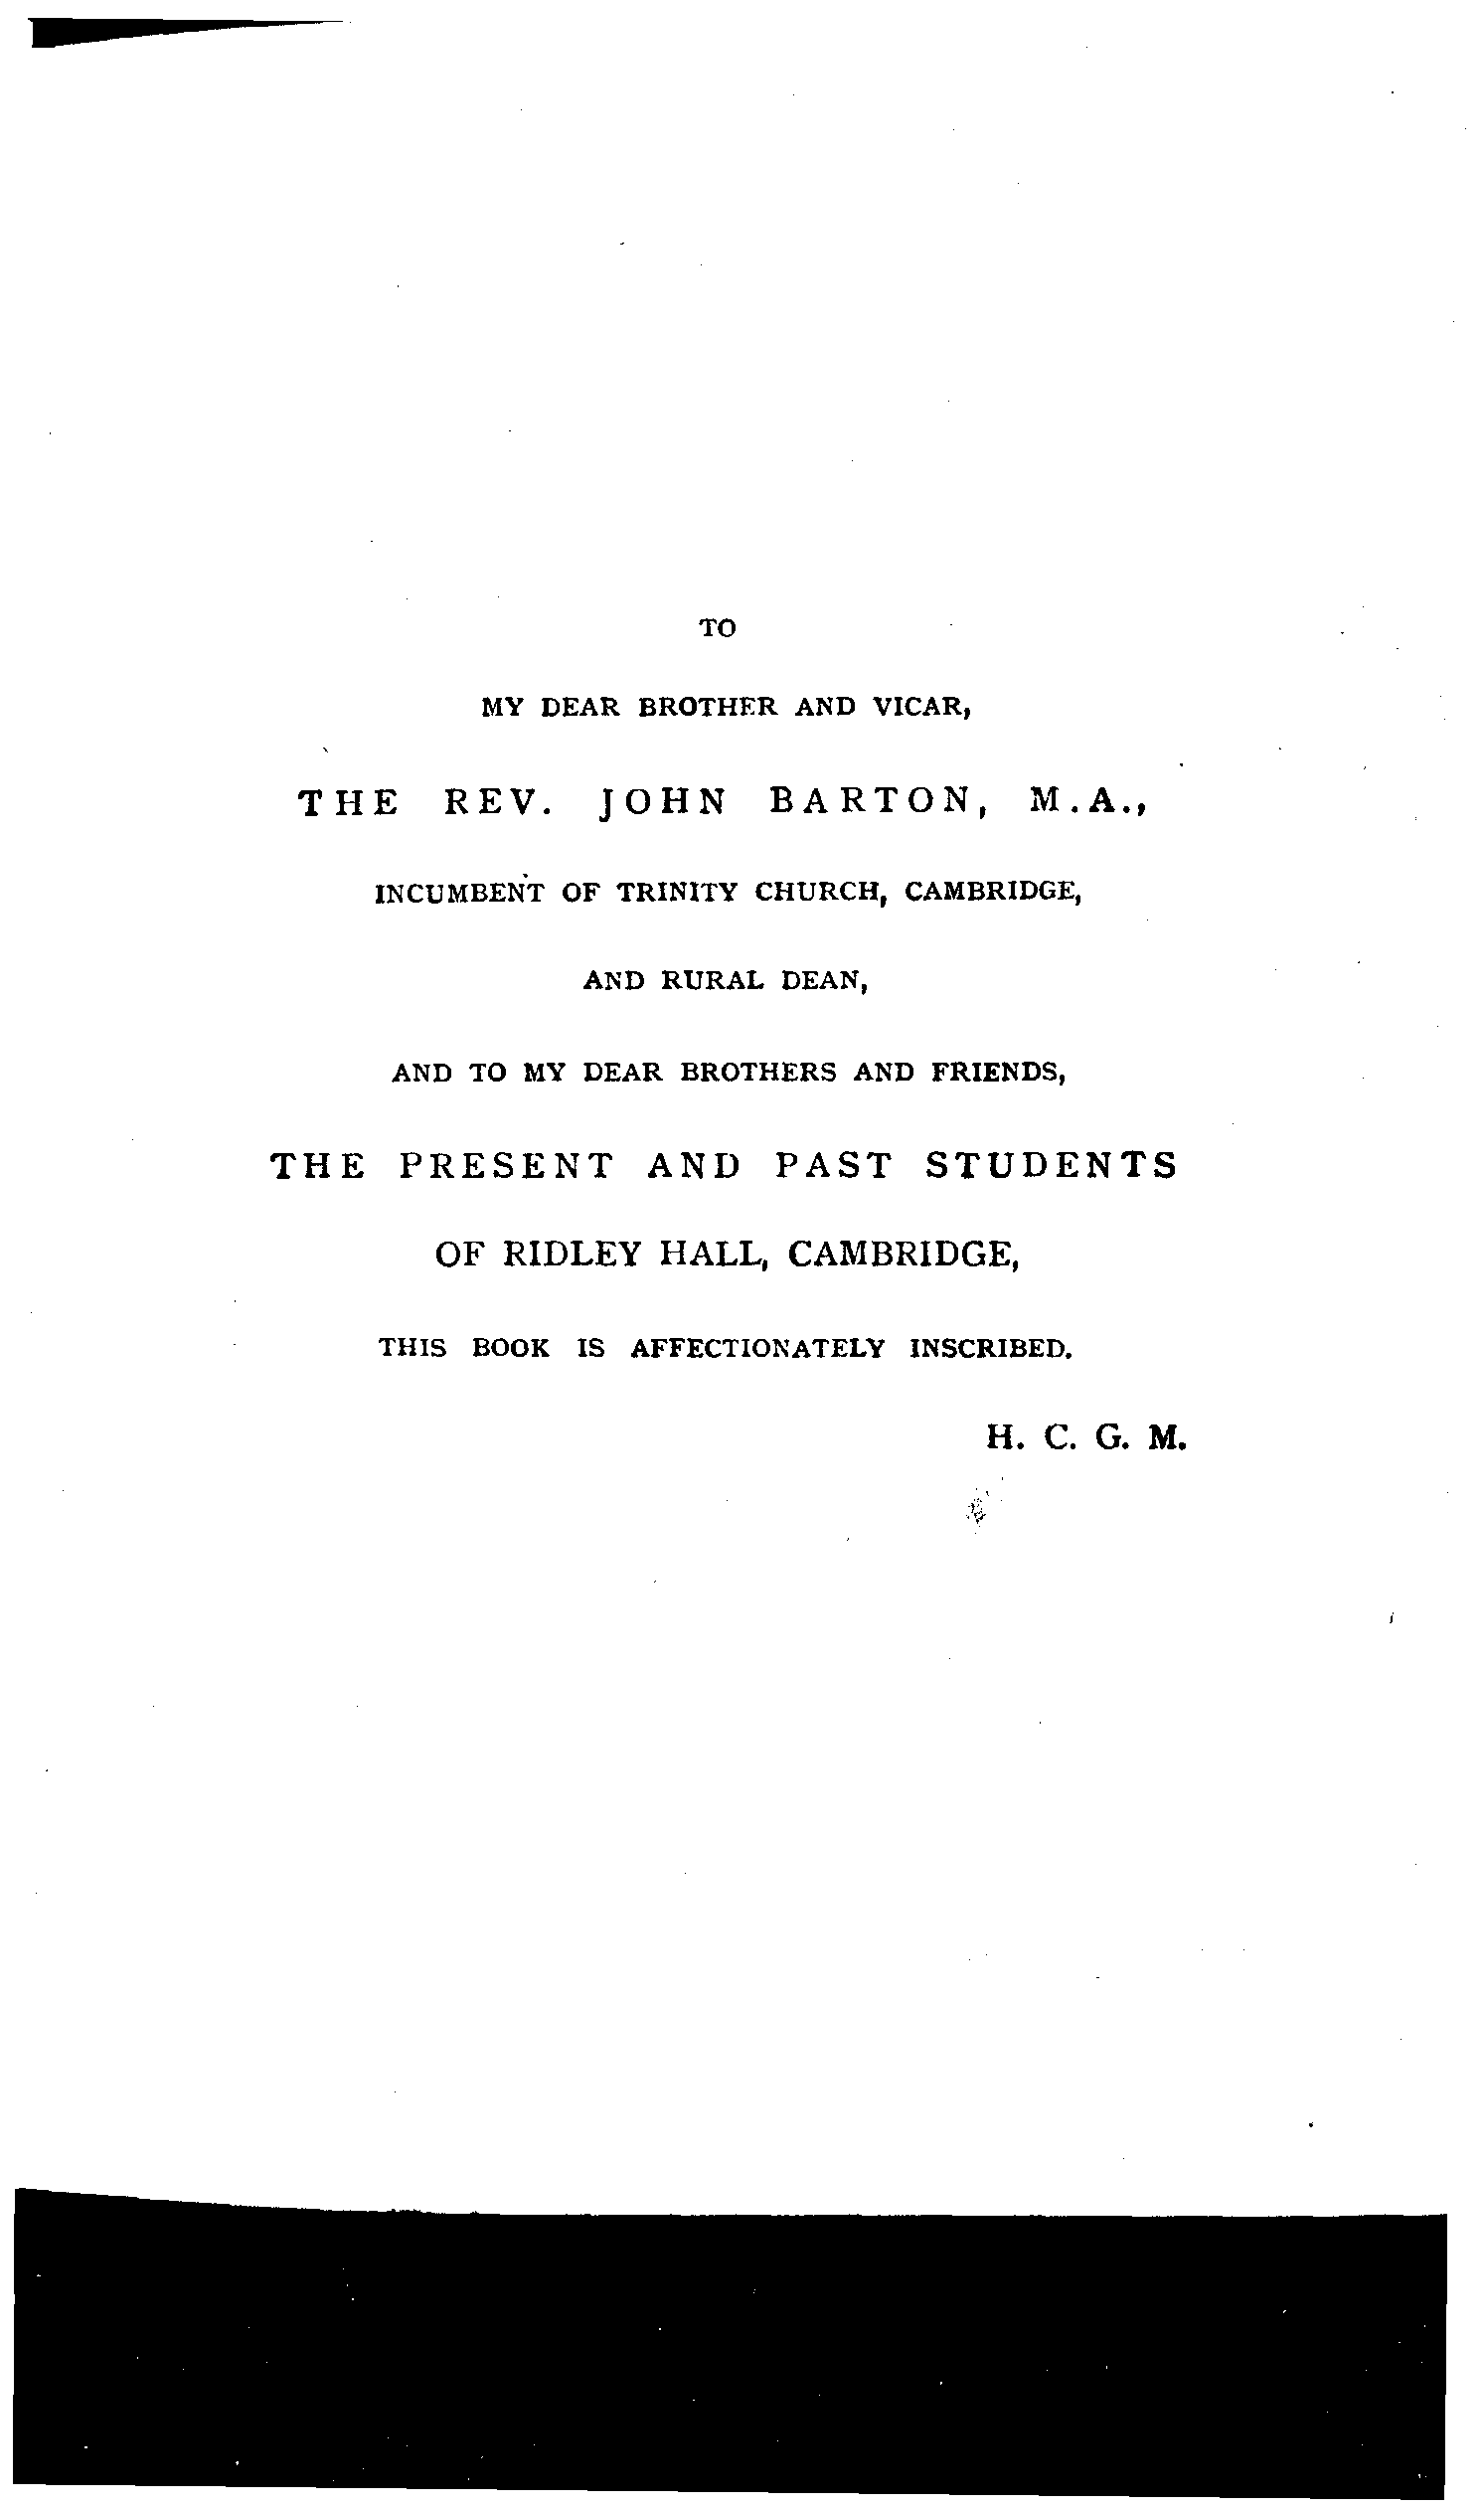 TO
MY DEAR BROTHER AND VICAR,
THE REV. JOHN BARTON, M.A.,
INCUMBENT OF TRINITY CHURCH, CAMBRIDGE,
AND RURAL DEAN,
AND TO MY DEAR BROTHERS AND FRIENDS,
THE PRESENT AND PAST STUDENTS
OF RIDLEY HALL, CAMBRIDGE,
THIS BOOK IS AFFECTIONATELY INSCRIBED.
H. C. G. M.